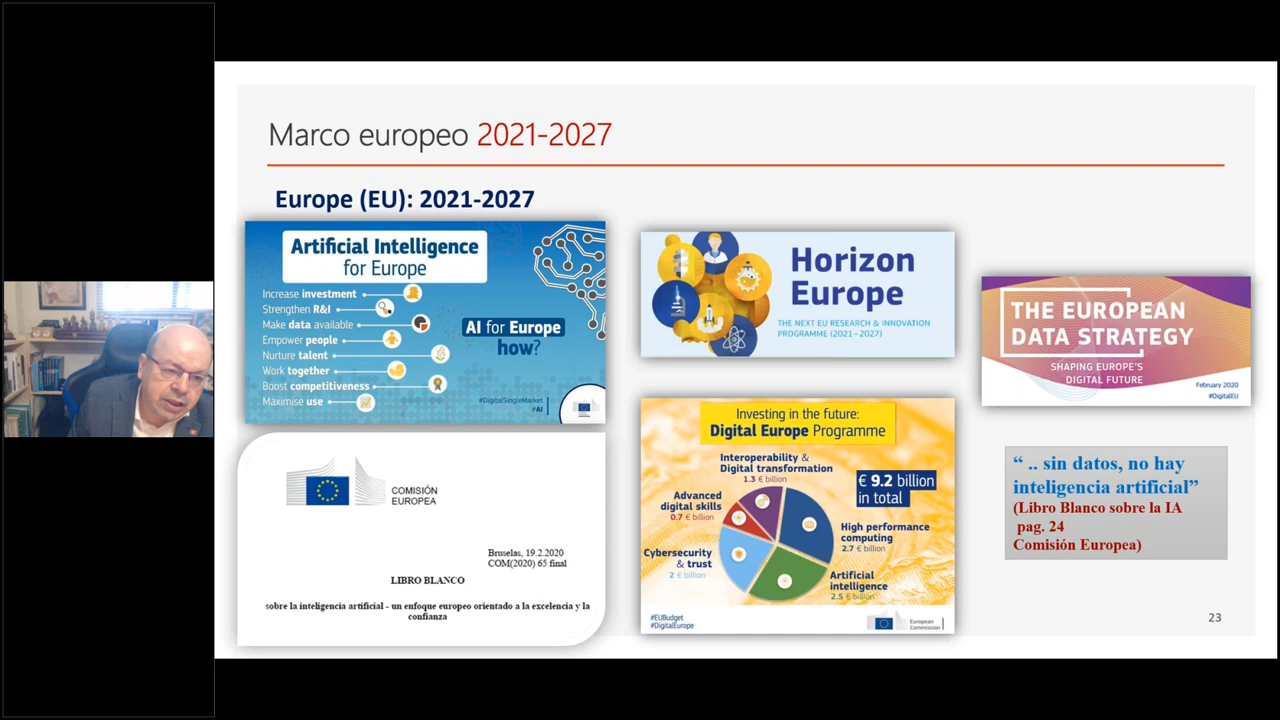 Marco europeo 2021-2027
Europe (EU): 2021-2027
Artificial Intelligence
for Europe
Increase investment
Strengthen R&I
Make data available
Empower people
Nurture talent
Work together
Boost competitiveness
Maximise use
AI for Europe
how?
#DigitalSingleMarket
#AI
COMISIÓN
EUROPEA
Bruselas, 19.2.2020
COM(2020) 65 final
LIBRO BLANCO
sobre la inteligencia artificial - un enfoque europeo orientado a la excelencia y la
confianza
Horizon
Europe
THE NEXT EU RESEARCH & INNOVATION
PROGRAMME (2021–2027)
Investing in the future:
Digital Europe Programme
Interoperability &
Digital transformation
1.3 € billion
€ 9.2 billion
in total
Advanced
digital skills
0.7 € billion
High performance
computing
2.7 € billion
Cybersecurity
& trust
2 € billion
Artificial
intelligence
2.5 € billion
#EUBudget
#DigitalEurope
European
Commission
THE EUROPEAN
DATA STRATEGY
SHAPING EUROPE'S
DIGITAL FUTURE
February 2020
#DigitalEU
“ .. sin datos, no hay
inteligencia artificial”
(Libro Blanco sobre la IA
pag. 24
Comisión Europea)
23